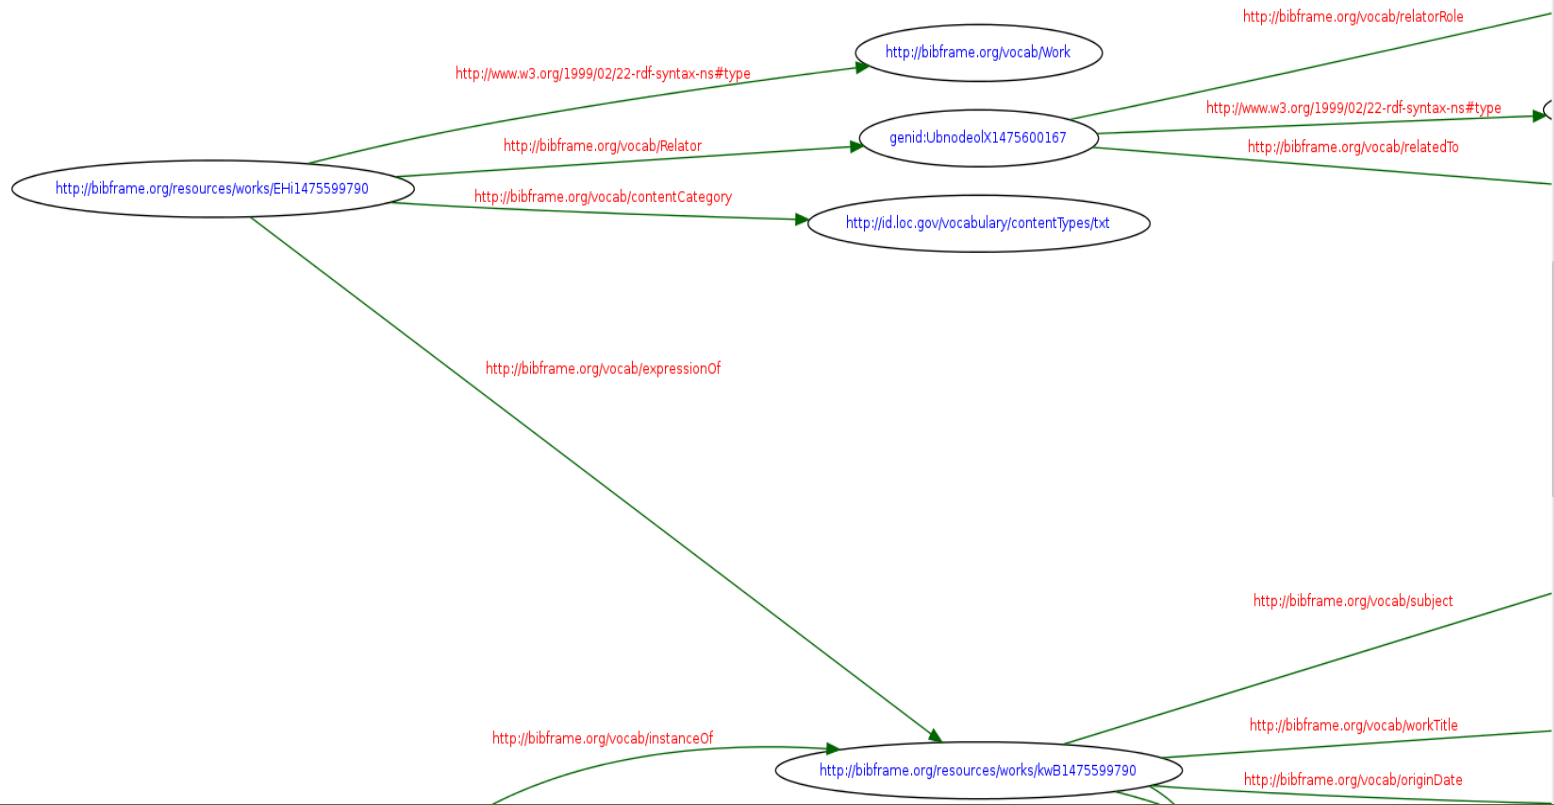 http://bibframe.org/vocab/relatorRole
http://bibframe.org/vocab/Work
http://www.w3.org/1999/02/22-rdf-syntax-ns#type
http://www.w3.org/1999/02/22-rdf-syntax-ns#type
genid:UbnodeolX1475600167
http://bibframe.org/vocab/Relator
http://bibframe.org/vocab/relatedTo
http://bibframe.org/resources/works/EHi1475599790
http://bibframe.org/vocab/contentCategory
http://id.loc.gov/vocabulary/contentTypes/txt
http://bibframe.org/vocab/expressionOf
http://bibframe.org/vocab/subject
http://bibframe.org/vocab/workTitle
http://bibframe.org/vocab/instanceOf
http://bibframe.org/resources/works/kwB1475599790
http://bibframe.org/vocab/originDate